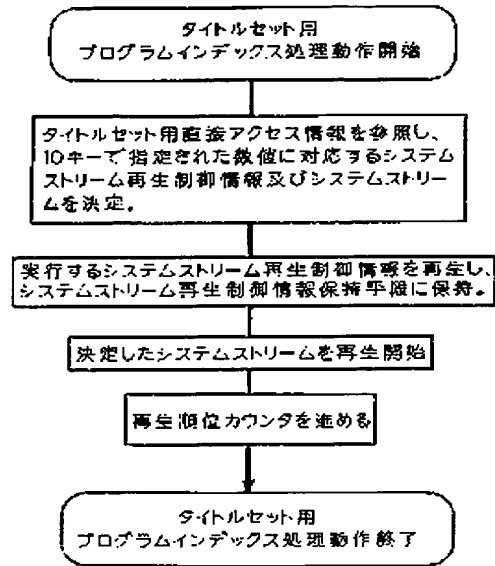 タイトルセット用
プログラムインデックス処理動作開始
タイトルセット用直接アクセス情報を参照し、
10キーで指定された数値に対応するシステム
ストリーム再生制御情報及びシステムストリー
ムを決定。
実行するシステムストリーム再生制御情報を再生し、
システムストリーム再生制御情報保持手段に保持。
決定したシステムストリームを再生開始
再生順位カウンタを進める
タイトルセット用
プログラムインデックス処理動作終了